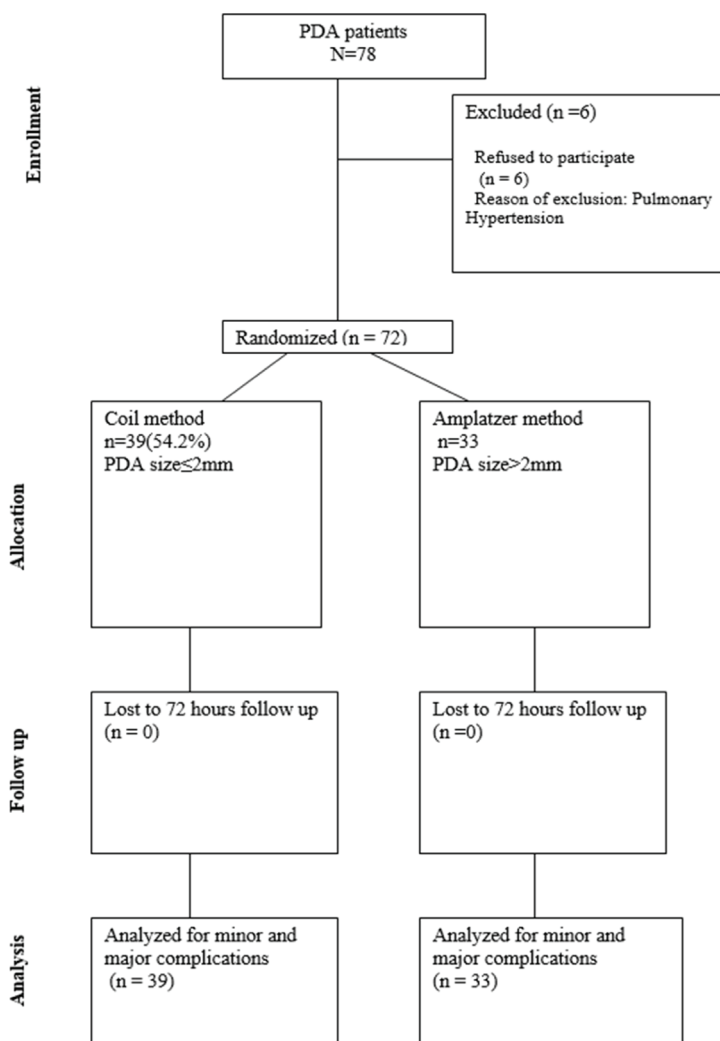 PDA patients
N=78
Enrollment
Excluded (n =6)
Refused to participate
(n = 6)
Reason of exclusion: Pulmonary
Hypertension
Randomized (n = 72)
Allocation
Coil method
n=39(54.2%)
PDA size≤2mm
Amplatzer method
n=33
PDA size>2mm
Follow up
Lost to 72 hours follow up
(n = 0)
Lost to 72 hours follow up
(n =0)
Analysis
Analyzed for minor and
major complications
(n = 39)
Analyzed for minor and
major complications
(n = 33)